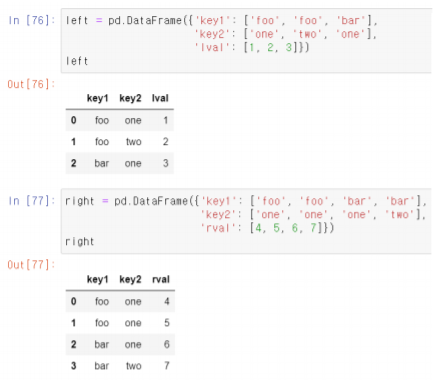 In [76]: left = pd.DataFrame({'key1': ['foo', 'foo', 'bar'],
'key2': ['one', 'two', 'one'],
'lval': [1, 2, 3]})
left
Out[76]:
key1 key2 lval
0 foo one 1
1 foo two 2
2 bar one 3
In [77]: right = pd.DataFrame({'key1': ['foo', 'foo', 'bar', 'bar'],
'key2': ['one', 'one', 'one', 'two'],
'rval': [4, 5, 6, 7]})
right
Out[77]:
key1 key2 rval
0 foo one 4
1 foo one 5
2 bar one 6
3 bar two 7